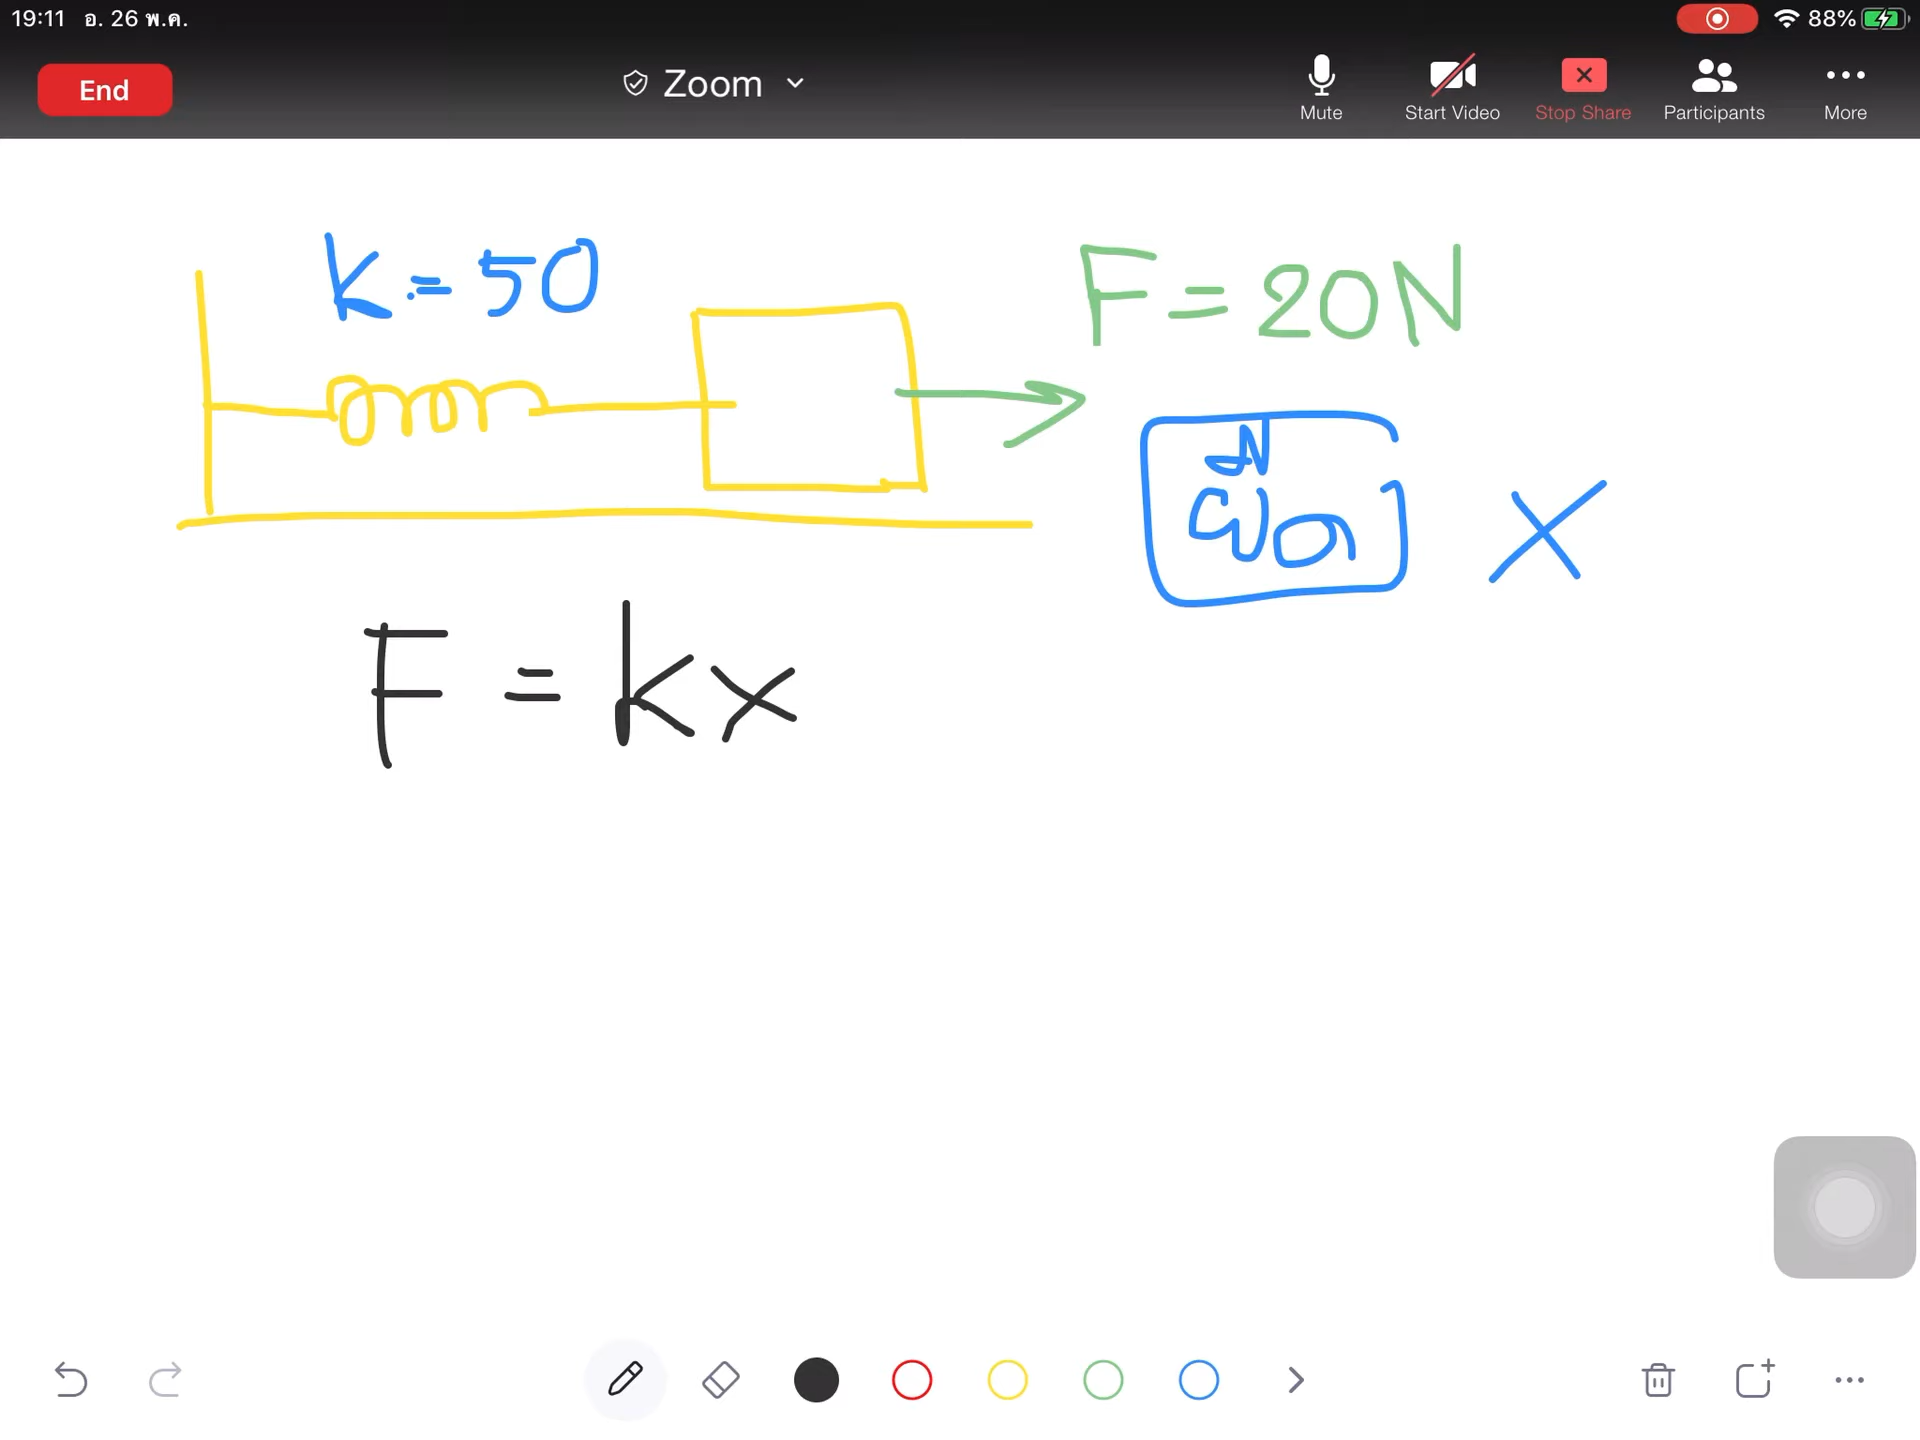 19:11 อ. 26 พ.ค.
88%
End
Zoom
Mute
Start Video
Stop Share
Participants
More
k = 50
F = 20N
ยืด
X
F = kx